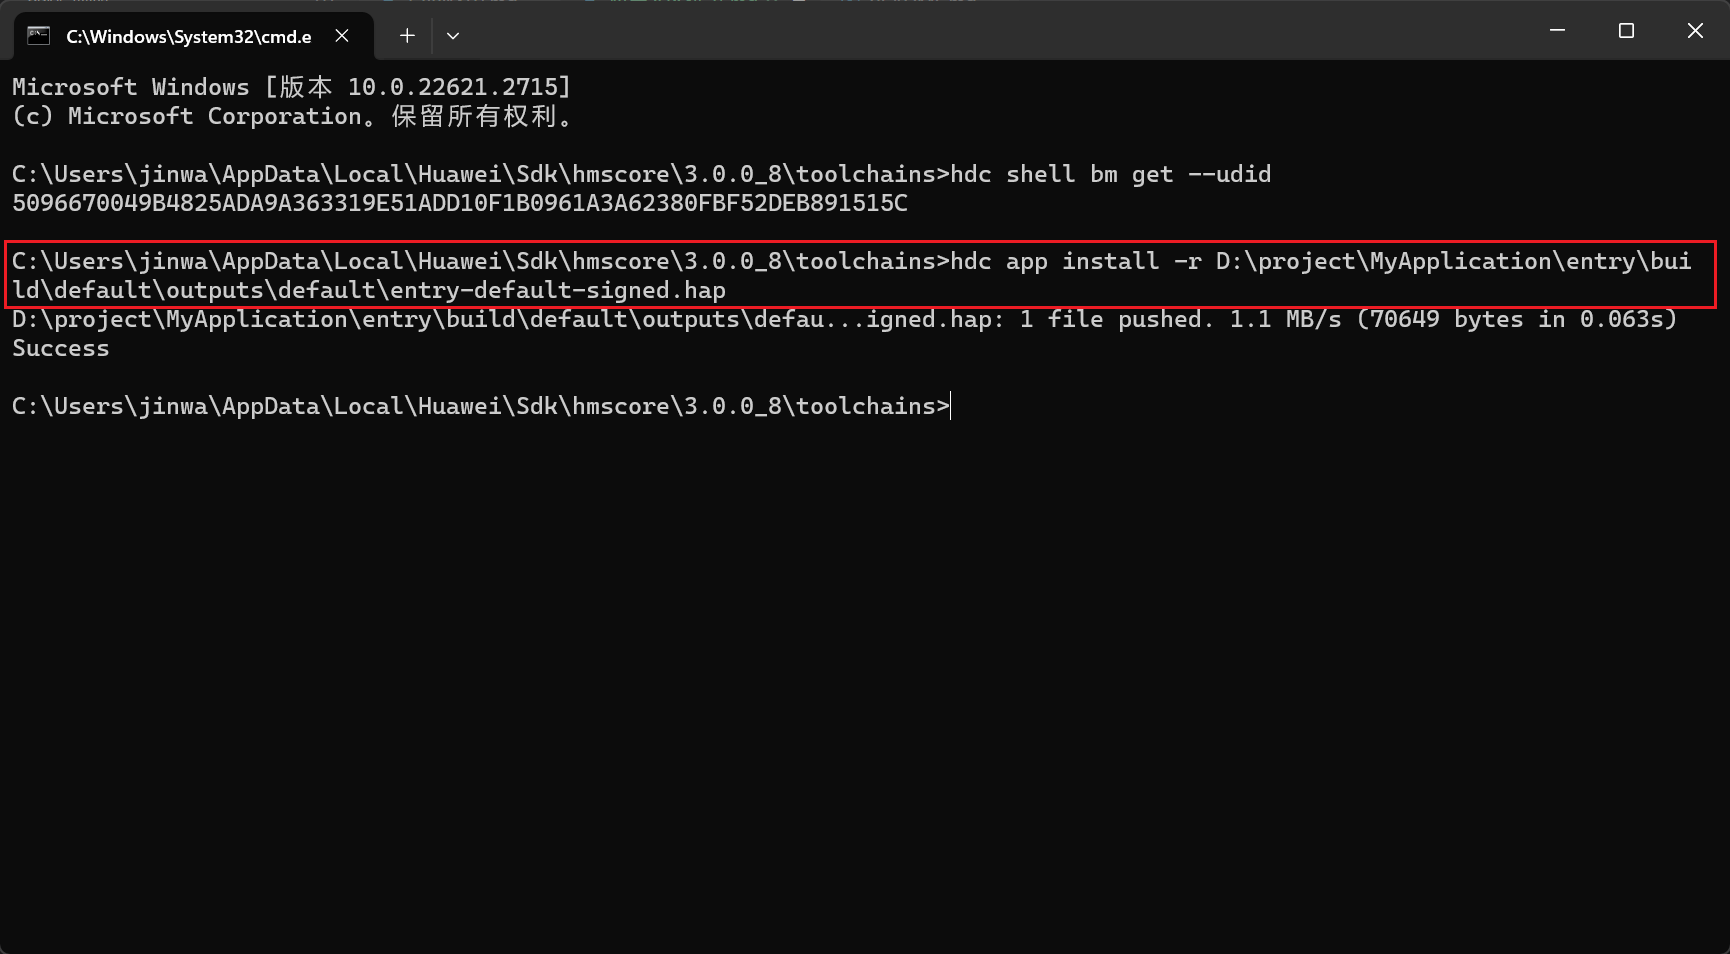 C:\Windows\System32\cmd.e
Microsoft Windows [版本 10.0.22621.2715]
(c) Microsoft Corporation。保留所有权利。
C:\Users\jinwa\AppData\Local\Huawei\Sdk\hmscore\3.0.0_8\toolchains>hdc shell bm get --udid
5096670049B4825ADA9A363319E51ADD10F1B0961A3A62380FBF52DEB891515C
C:\Users\jinwa\AppData\Local\Huawei\Sdk\hmscore\3.0.0_8\toolchains>hdc app install -r D:\project\MyApplication\entry\bui
ld\default\outputs\default\entry-default-signed.hap
D:\project\MyApplication\entry\build\default\outputs\defau...igned.hap: 1 file pushed. 1.1 MB/s (70649 bytes in 0.063s)
Success
C:\Users\jinwa\AppData\Local\Huawei\Sdk\hmscore\3.0.0_8\toolchains>